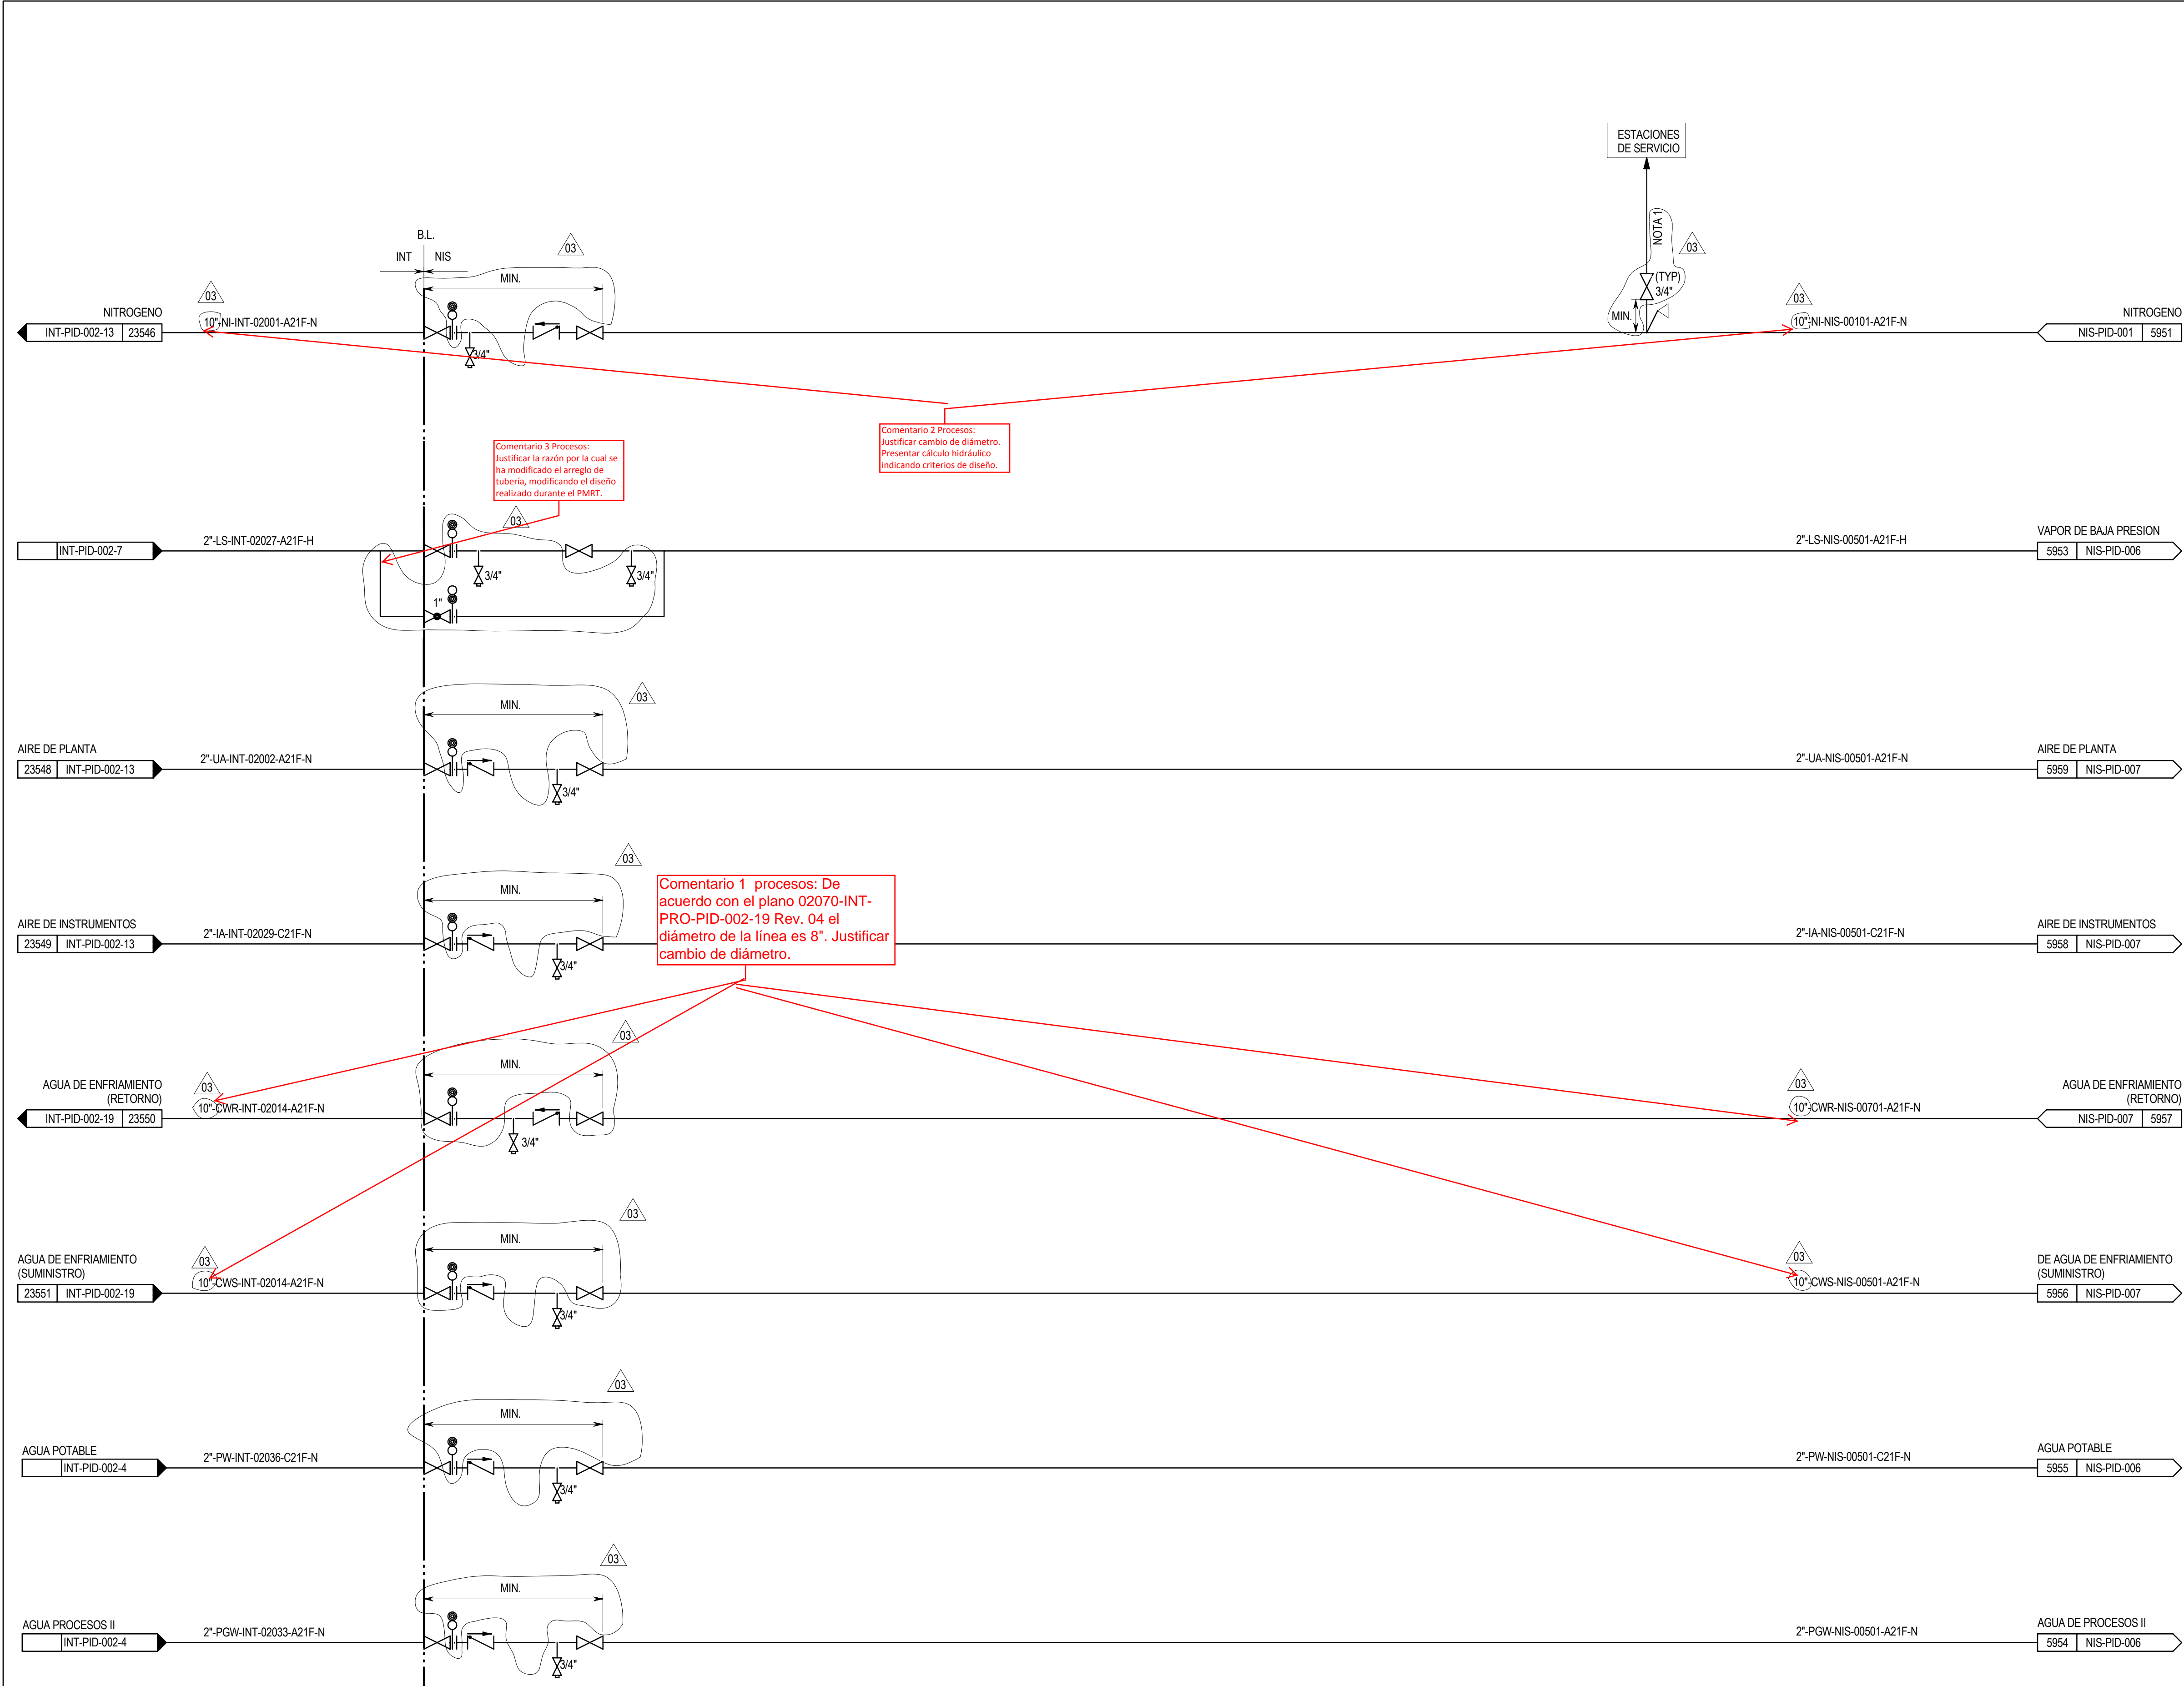 ESTACIONES
DE SERVICIO
NOTA 1
03
(TYP)
3/4"
MIN.
B.L.
INT
NIS
03
MIN.
03
NITROGENO
INT-PID-002-13 23546
10"-NI-INT-02001-A21F-N
3/4"
03
10"-NI-NIS-00101-A21F-N
NITROGENO
NIS-PID-001 5951
Comentario 2 Procesos:
Justificar cambio de diámetro.
Presentar cálculo hidráulico
indicando criterios de diseño.
Comentario 3 Procesos:
Justificar la razón por la cual se
ha modificado el arreglo de
tubería, modificando el diseño
realizado durante el PMRT.
03
INT-PID-002-7
2"-LS-INT-02027-A21F-H
3/4"
3/4"
1"
2"-LS-NIS-00501-A21F-H
VAPOR DE BAJA PRESION
5953 NIS-PID-006
03
MIN.
AIRE DE PLANTA
23548 INT-PID-002-13
2"-UA-INT-02002-A21F-N
3/4"
2"-UA-NIS-00501-A21F-N
AIRE DE PLANTA
5959 NIS-PID-007
03
MIN.
AIRE DE INSTRUMENTOS
23549 INT-PID-002-13
2"-IA-INT-02029-C21F-N
3/4"
Comentario 1 procesos: De
acuerdo con el plano 02070-INT-
PRO-PID-002-19 Rev. 04 el
diámetro de la línea es 8". Justificar
cambio de diámetro.
2"-IA-NIS-00501-C21F-N
AIRE DE INSTRUMENTOS
5958 NIS-PID-007
03
MIN.
AGUA DE ENFRIAMIENTO
(RETORNO)
INT-PID-002-19 23550
03
10"-CWR-INT-02014-A21F-N
3/4"
03
10"-CWR-NIS-00701-A21F-N
AGUA DE ENFRIAMIENTO
(RETORNO)
NIS-PID-007 5957
03
MIN.
AGUA DE ENFRIAMIENTO
(SUMINISTRO)
23551 INT-PID-002-19
03
10"-CWS-INT-02014-A21F-N
3/4"
03
10"-CWS-NIS-00501-A21F-N
DE AGUA DE ENFRIAMIENTO
(SUMINISTRO)
5956 NIS-PID-007
03
MIN.
AGUA POTABLE
INT-PID-002-4
2"-PW-INT-02036-C21F-N
3/4"
2"-PW-NIS-00501-C21F-N
AGUA POTABLE
5955 NIS-PID-006
03
MIN.
AGUA PROCESOS II
INT-PID-002-4
2"-PGW-INT-02033-A21F-N
3/4"
2"-PGW-NIS-00501-A21F-N
AGUA DE PROCESOS II
5954 NIS-PID-006